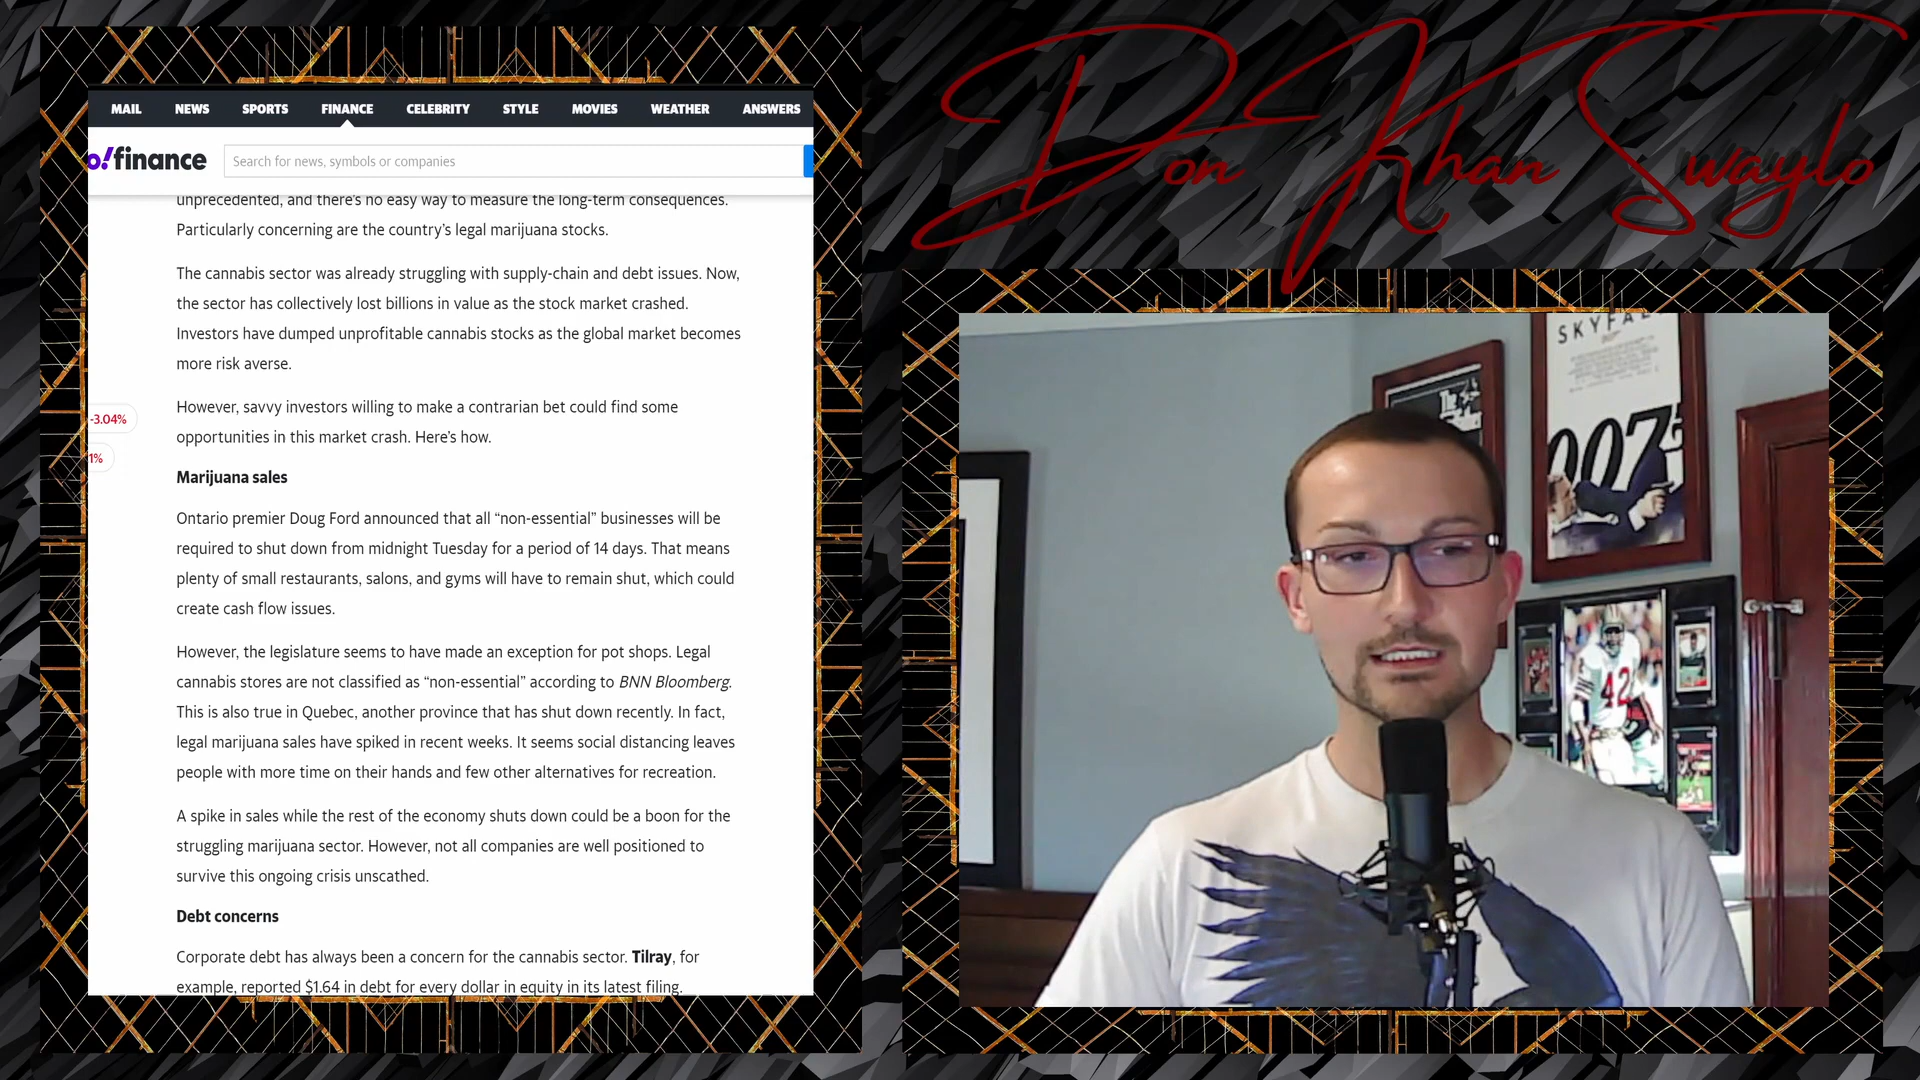 MAIL NEWS SPORTS FINANCE CELEBRITY STYLE MOVIES WEATHER ANSWERS
o!finance
Search for news, symbols or companies
unprecedented, and there's no easy way to measure the long-term consequences.
Particularly concerning are the country's legal marijuana stocks.
The cannabis sector was already struggling with supply-chain and debt issues. Now,
the sector has collectively lost billions in value as the stock market crashed.
Investors have dumped unprofitable cannabis stocks as the global market becomes
more risk averse.
However, savvy investors willing to make a contrarian bet could find some
opportunities in this market crash. Here's how.
-3.04%
1%
Marijuana sales
Ontario premier Doug Ford announced that all “non-essential” businesses will be
required to shut down from midnight Tuesday for a period of 14 days. That means
plenty of small restaurants, salons, and gyms will have to remain shut, which could
create cash flow issues.
However, the legislature seems to have made an exception for pot shops. Legal
cannabis stores are not classified as “non-essential” according to BNN Bloomberg.
This is also true in Quebec, another province that has shut down recently. In fact,
legal marijuana sales have spiked in recent weeks. It seems social distancing leaves
people with more time on their hands and few other alternatives for recreation.
A spike in sales while the rest of the economy shuts down could be a boon for the
struggling marijuana sector. However, not all companies are well positioned to
survive this ongoing crisis unscathed.
Debt concerns
Corporate debt has always been a concern for the cannabis sector. Tilray, for
example, reported $1.64 in debt for every dollar in equity in its latest filing.
Don Khan Swaylo
SKYFAL
007
The
42